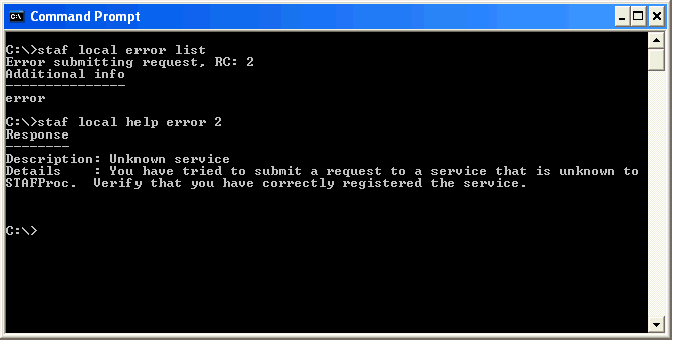 Command Prompt
C:\>staf local error list
Error submitting request, RC: 2
Additional info
---------------
error
C:\>staf local help error 2
Response
--------
Description: Unknown service
Details    : You have tried to submit a request to a service that is unknown to
STAFProc.  Verify that you have correctly registered the service.
C:\>